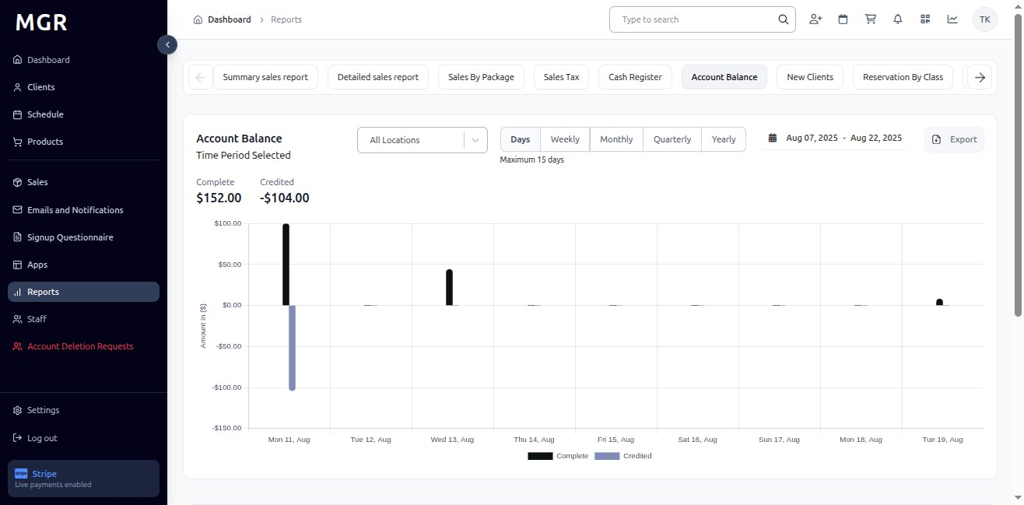 MGR
Dashboard
Clients
Schedule
Products
Sales
Emails and Notifications
Signup Questionnaire
Apps
Reports
Staff
Account Deletion Requests
Settings
Log out
stripe Stripe
Live payments enabled
Dashboard > Reports
Type to search
TK
Summary sales report Detailed sales report Sales By Package Sales Tax Cash Register Account Balance New Clients Reservation By Class
Account Balance
Time Period Selected
All Locations
Days Weekly Monthly Quarterly Yearly
Maximum 15 days
Aug 07, 2025 - Aug 22, 2025
Export
Complete Credited
$152.00 -$104.00
Amount in ($)
$100.00
$50.00
$0.00
-$50.00
-$100.00
-$150.00
Mon 11, Aug Tue 12, Aug Wed 13, Aug Thu 14, Aug Fri 15, Aug Sat 16, Aug Sun 17, Aug Mon 18, Aug Tue 19, Aug
Complete Credited